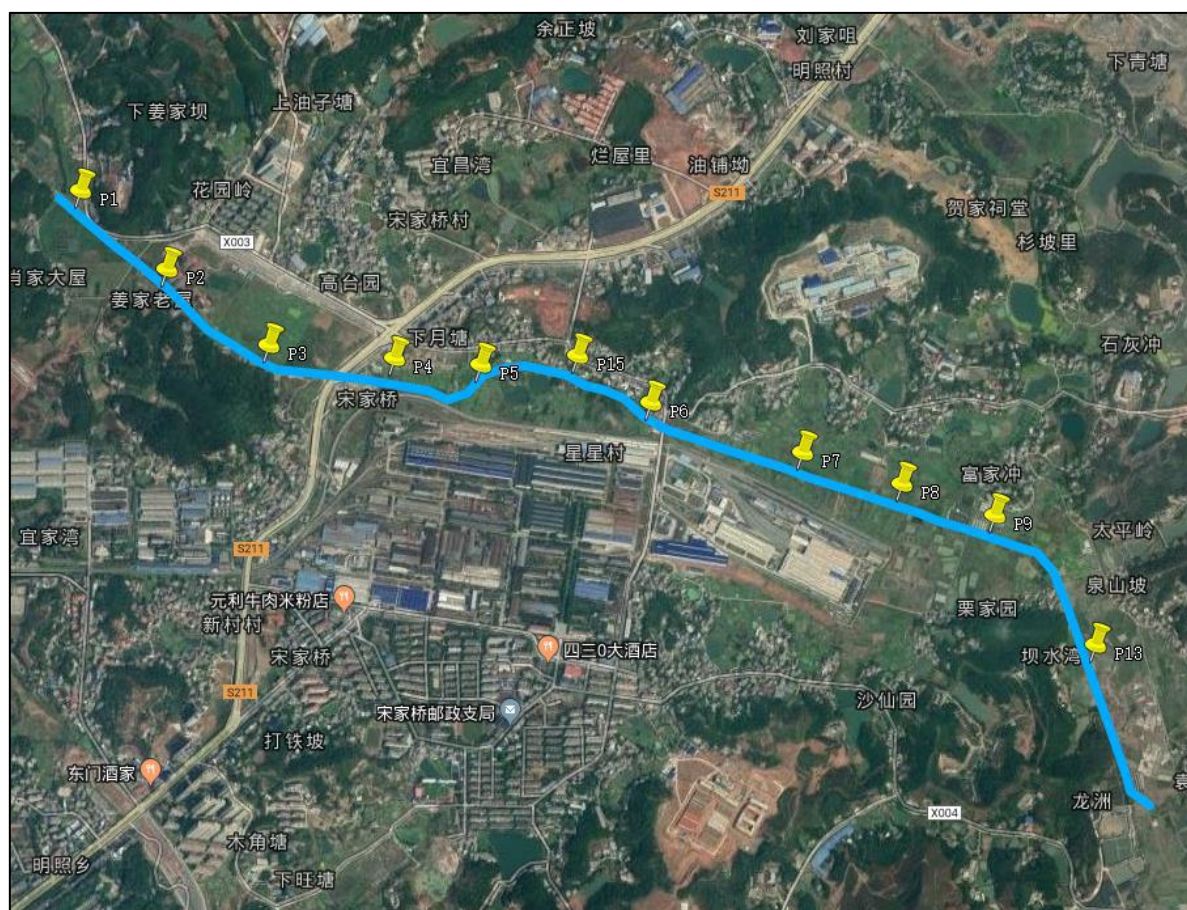 余正坡
刘家咀
明照村
下青塘
上油子塘
下姜家坝
宜昌湾
烂屋里
油铺坳
S211
花园岭
P1
宋家桥村
贺家祠堂
杉坡里
X003
肖家大屋
P2
姜家老屋
高台园
下月塘
石灰冲
P3
P4
P5
P15
宋家桥
P6
星星村
P7
富家冲
P8
P9
宜家湾
S211
太平岭
泉山坡
元利牛肉米粉店
新村村
栗家园
宋家桥
四三0大酒店
坝水湾
P13
S211
沙仙园
宋家桥邮政支局
打铁坡
东门酒家
龙洲
袁
X004
木角塘
明照乡
下旺塘